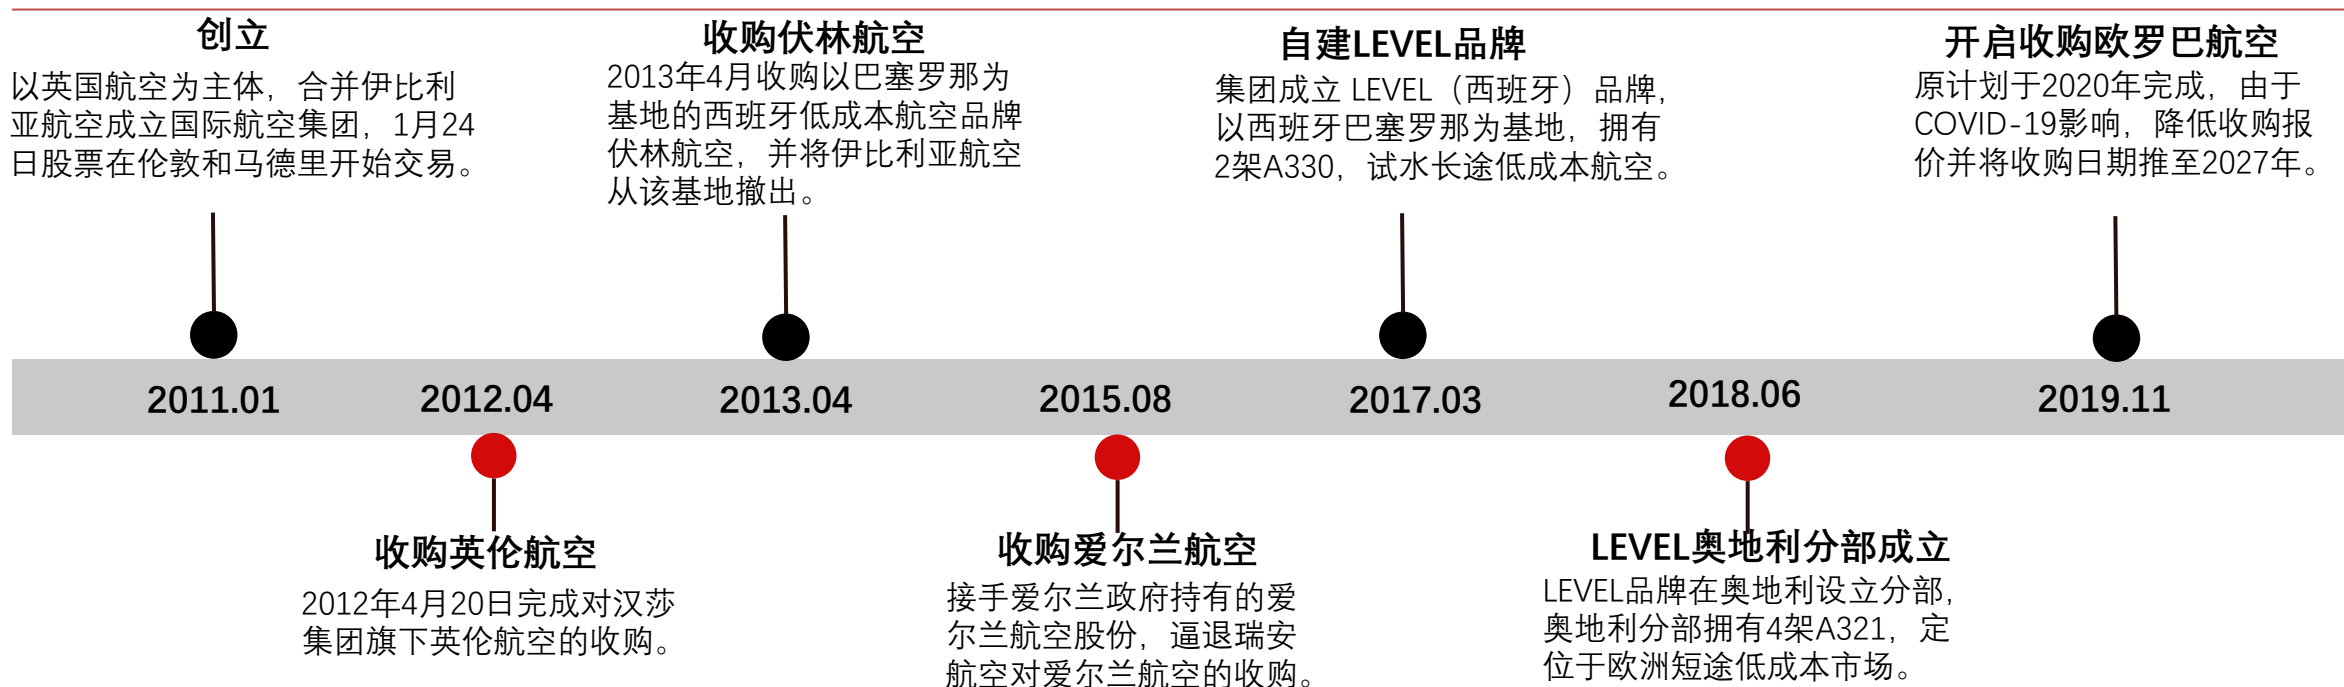 创立
以英国航空为主体，合并伊比利
亚航空成立国际航空集团，1月24
日股票在伦敦和马德里开始交易。
收购伏林航空
2013年4月收购以巴塞罗那为
基地的西班牙低成本航空品牌
伏林航空，并将伊比利亚航空
从该基地撤出。
自建LEVEL品牌
集团成立 LEVEL（西班牙）品牌，
以西班牙巴塞罗那为基地，拥有
2架A330，试水长途低成本航空。
开启收购欧罗巴航空
原计划于2020年完成，由于
COVID-19影响，降低收购报
价并将收购日期推至2027年。
2011.01
2012.04
2013.04
2015.08
2017.03
2018.06
2019.11
收购英伦航空
2012年4月20日完成对汉莎
集团旗下英伦航空的收购。
收购爱尔兰航空
接手爱尔兰政府持有的爱
尔兰航空股份，逼退瑞安
航空对爱尔兰航空的收购。
LEVEL奥地利分部成立
LEVEL品牌在奥地利设立分部，
奥地利分部拥有4架A321，定
位于欧洲短途低成本市场。